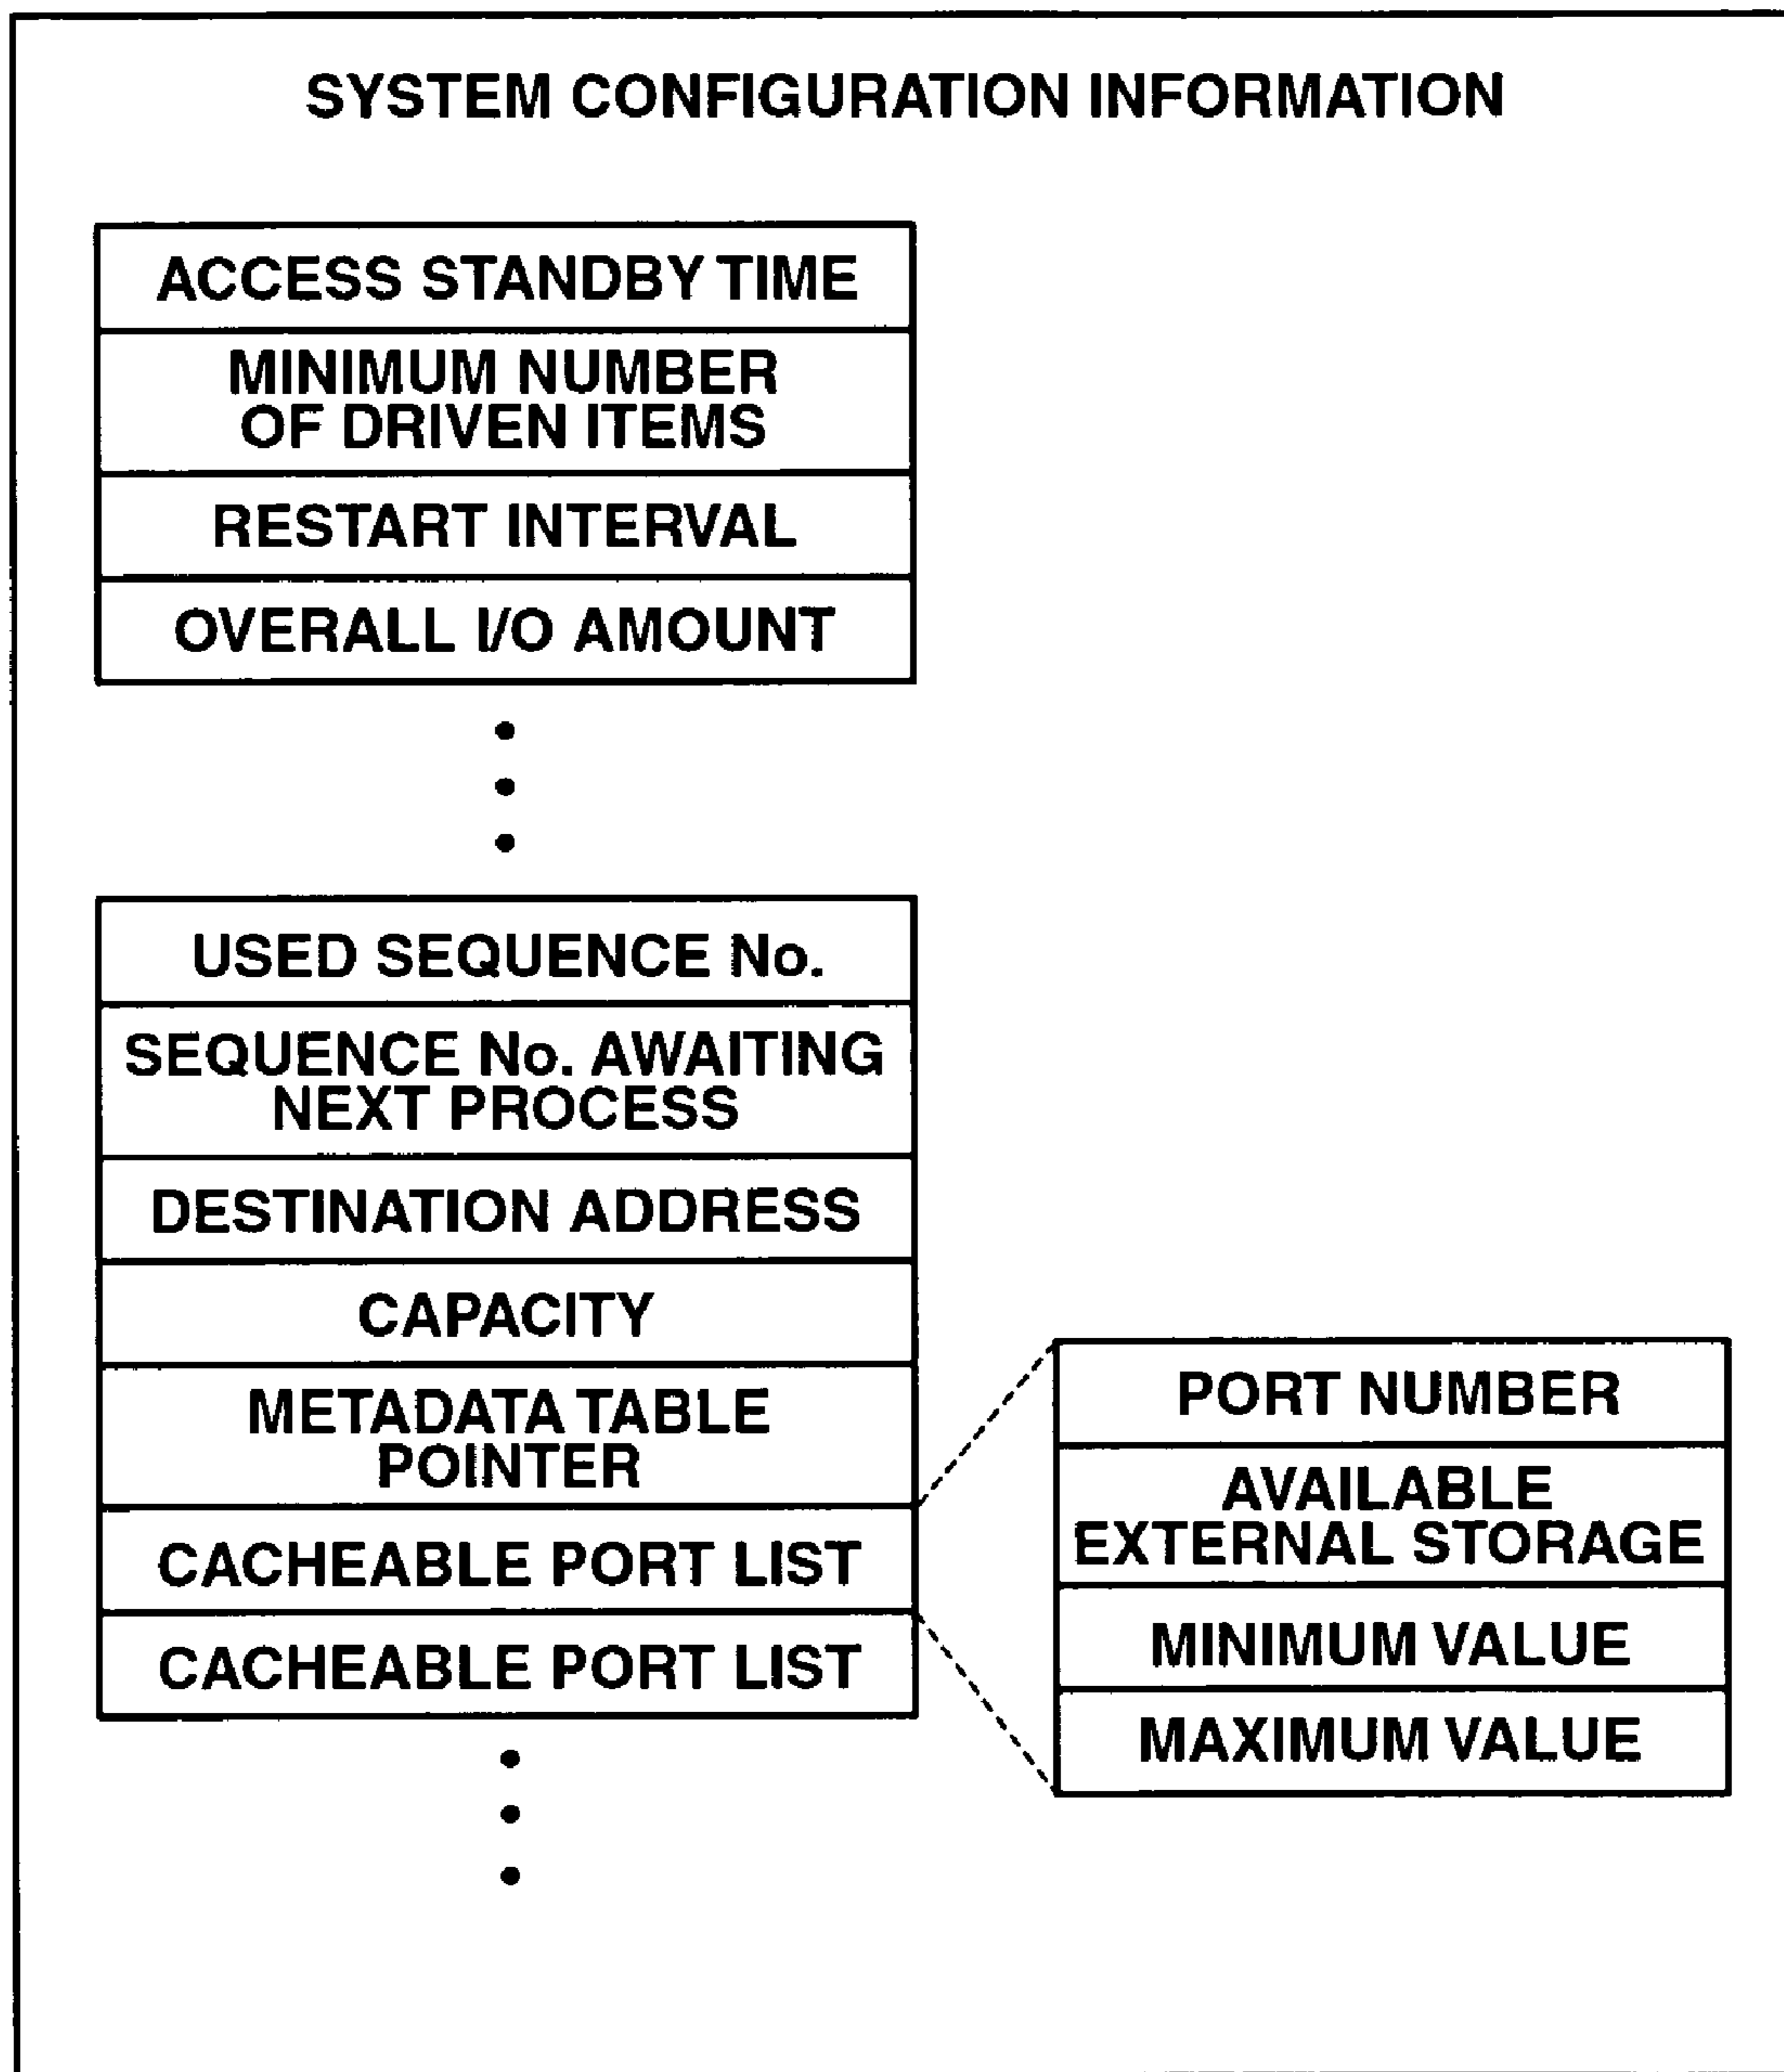 SYSTEM CONFIGURATION INFORMATION
ACCESS STANDBY TIME
MINIMUM NUMBER
OF DRIVEN ITEMS
RESTART INTERVAL
OVERALL I/O AMOUNT
USED SEQUENCE No.
SEQUENCE No. AWAITING
NEXT PROCESS
DESTINATION ADDRESS
CAPACITY
METADATA TABLE
POINTER
CACHEABLE PORT LIST
CACHEABLE PORT LIST
PORT NUMBER
AVAILABLE
EXTERNAL STORAGE
MINIMUM VALUE
MAXIMUM VALUE